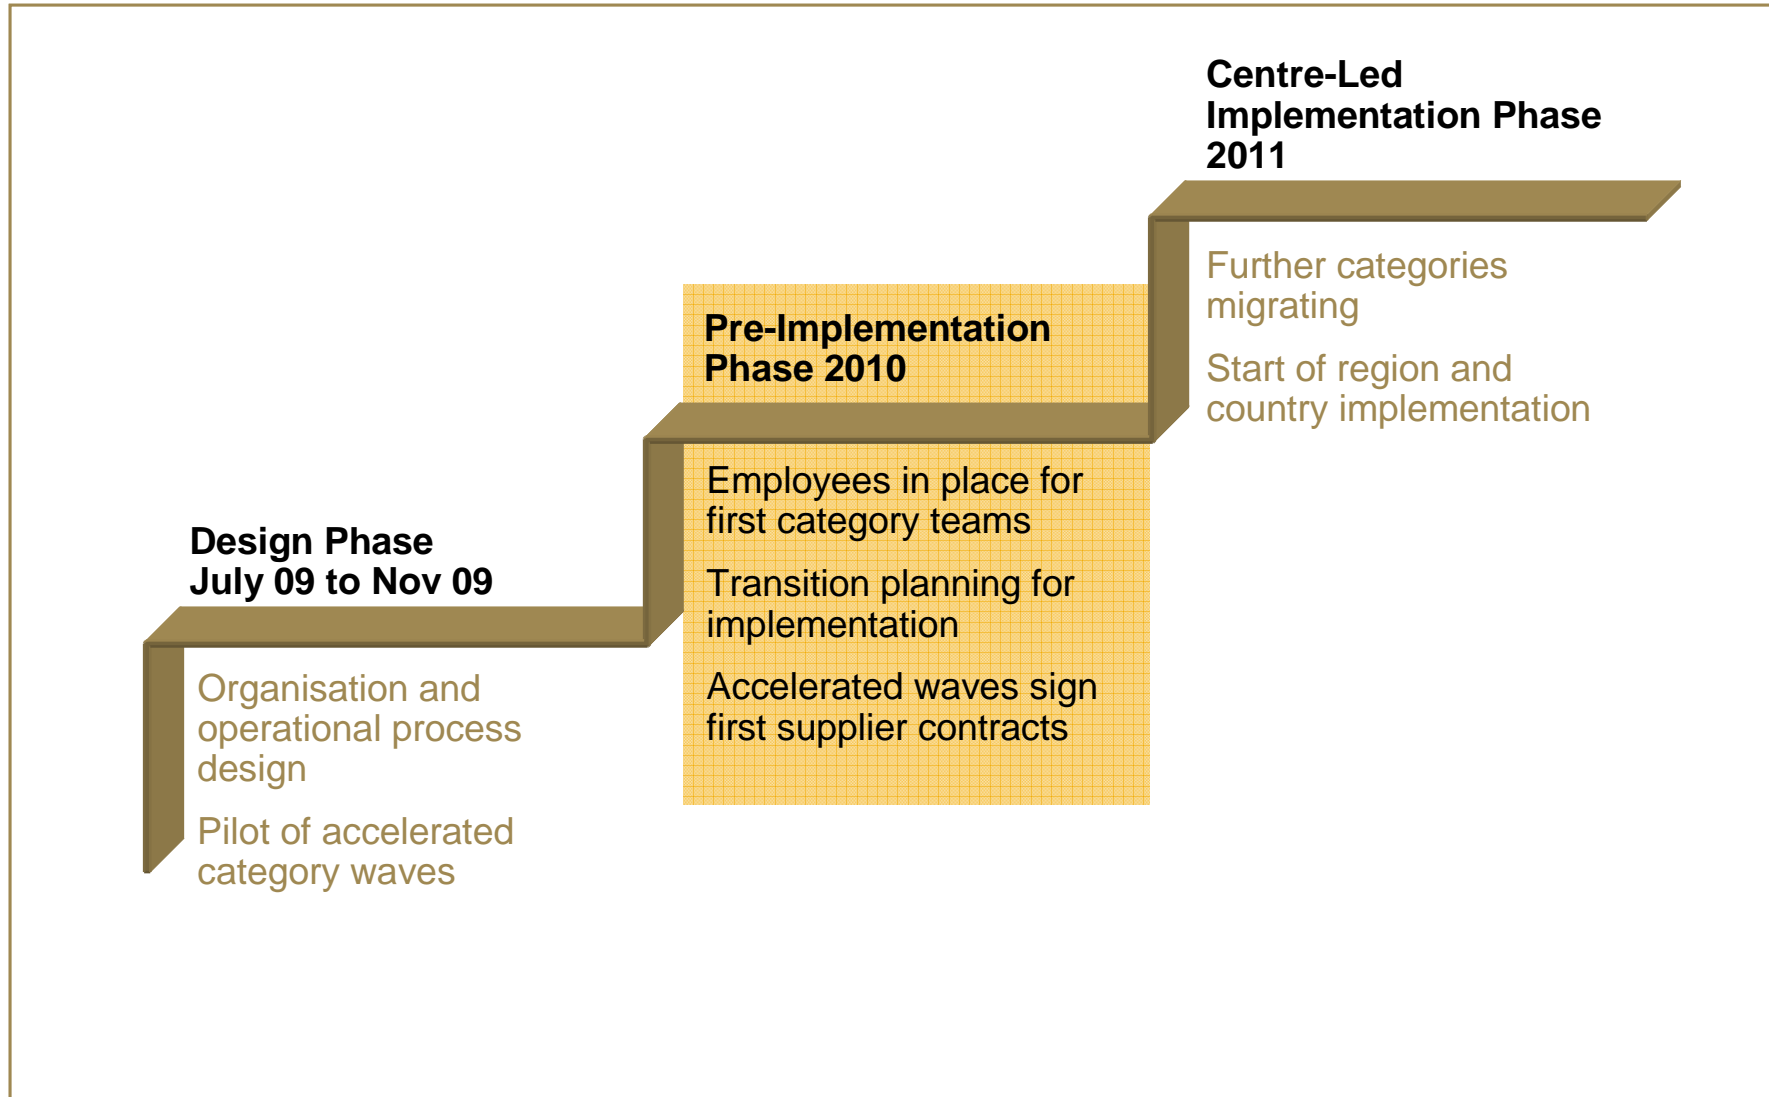 Design Phase
July 09 to Nov 09
Organisation and
operational process
design
Pilot of accelerated
category waves
Pre-Implementation
Phase 2010
Employees in place for
first category teams
Transition planning for
implementation
Accelerated waves sign
first supplier contracts
Centre-Led
Implementation Phase
2011
Further categories
migrating
Start of region and
country implementation